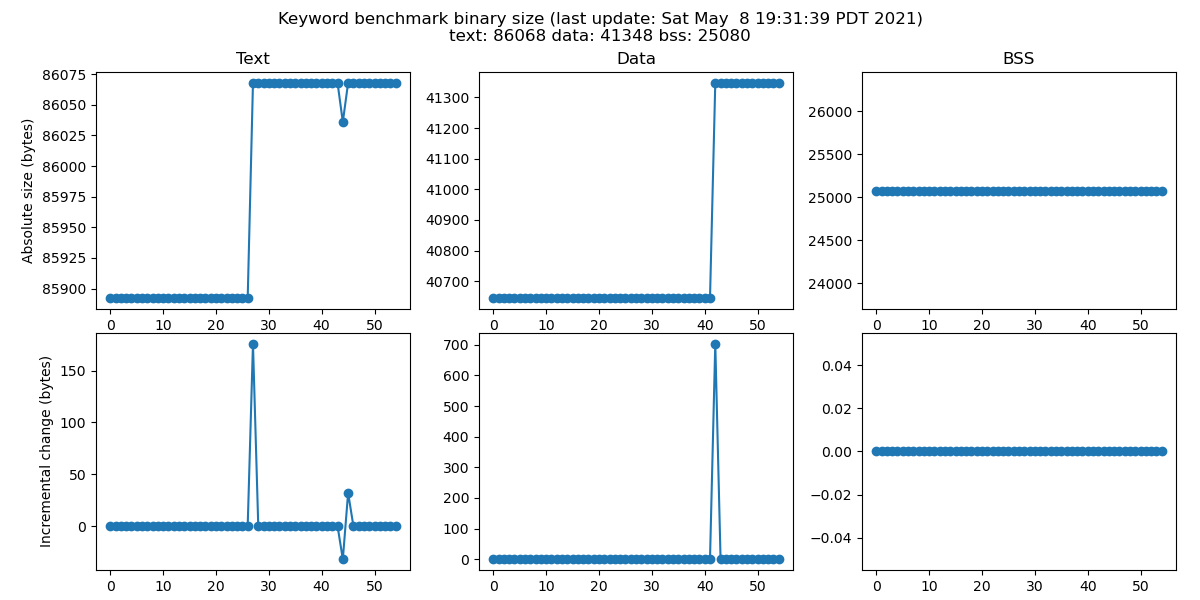 Keyword benchmark binary size (last update: Sat May  8 19:31:39 PDT 2021)
text: 86068 data: 41348 bss: 25080
Text
Data
BSS
Absolute size (bytes)
86075
86050
86025
86000
85975
85950
85925
85900
0 10 20 30 40 50
41300
41200
41100
41000
40900
40800
40700
0 10 20 30 40 50
26000
25500
25000
24500
24000
0 10 20 30 40 50
Incremental change (bytes)
150
100
50
0
0 10 20 30 40 50
700
600
500
400
300
200
100
0
0 10 20 30 40 50
0.04
0.02
0.00
−0.02
−0.04
0 10 20 30 40 50